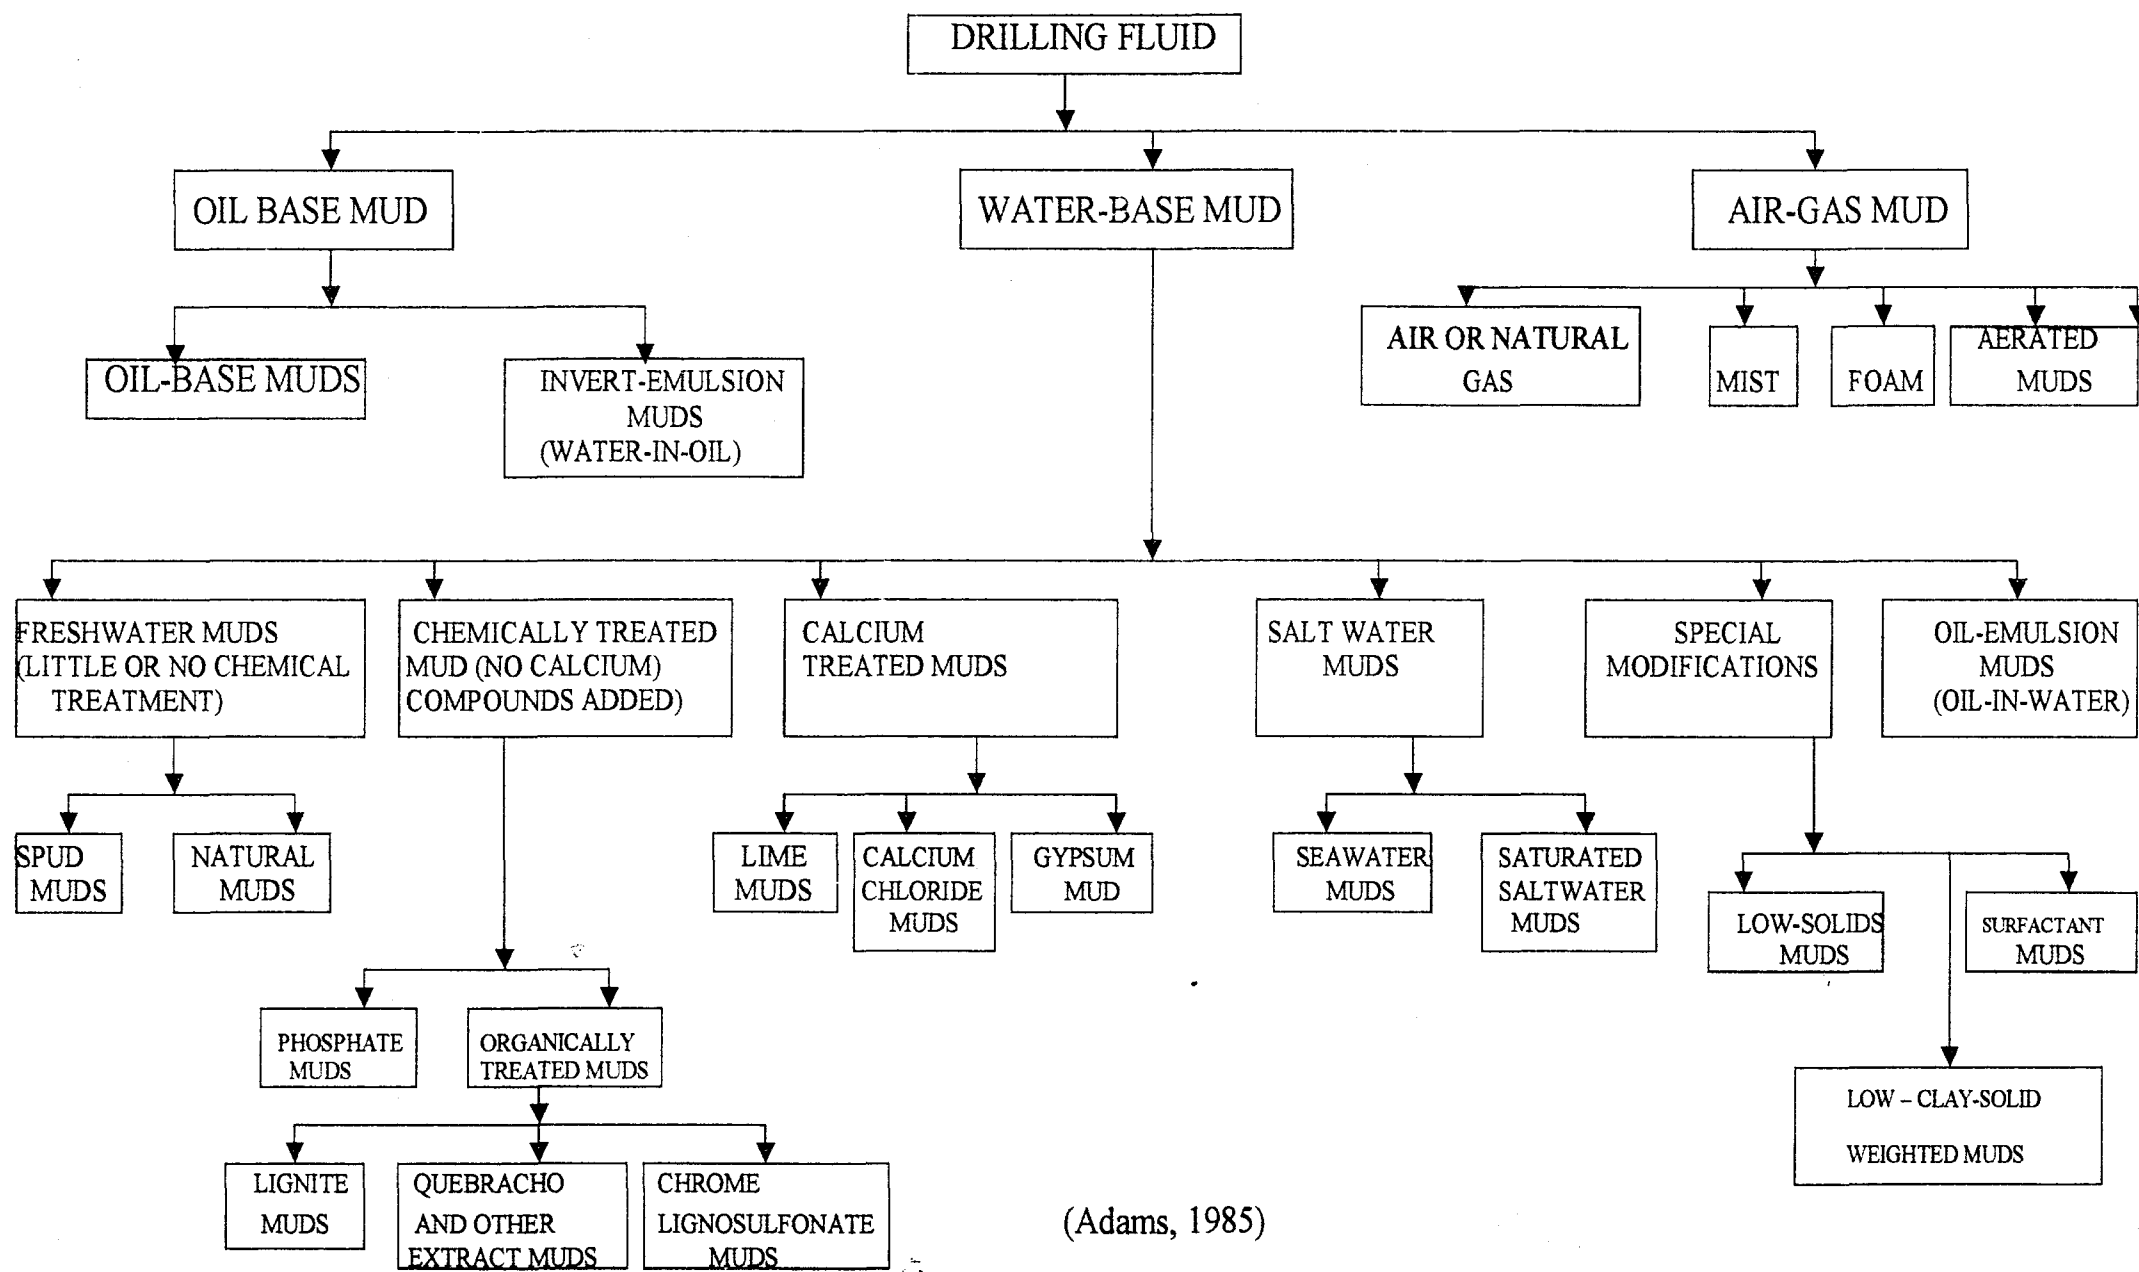 DRILLING FLUID
OIL BASE MUD
WATER-BASE MUD
AIR-GAS MUD
OIL-BASE MUDS
INVERT-EMULSION
MUDS
(WATER-IN-OIL)
AIR OR NATURAL
GAS
MIST
FOAM
AERATED
MUDS
FRESHWATER MUDS
(LITTLE OR NO CHEMICAL
TREATMENT)
CHEMICALLY TREATED
MUD (NO CALCIUM)
COMPOUNDS ADDED)
CALCIUM
TREATED MUDS
SALT WATER
MUDS
SPECIAL
MODIFICATIONS
OIL-EMULSION
MUDS
(OIL-IN-WATER)
SPUD
MUDS
NATURAL
MUDS
LIME
MUDS
CALCIUM
CHLORIDE
MUDS
GYPSUM
MUD
SEAWATER
MUDS
SATURATED
SALTWATER
MUDS
LOW-SOLIDS
MUDS
SURFACTANT
MUDS
PHOSPHATE
MUDS
ORGANICALLY
TREATED MUDS
LOW – CLAY-SOLID
WEIGHTED MUDS
LIGNITE
MUDS
QUEBRACHO
AND OTHER
EXTRACT MUDS
CHROME
LIGNOSULFONATE
MUDS
(Adams, 1985)